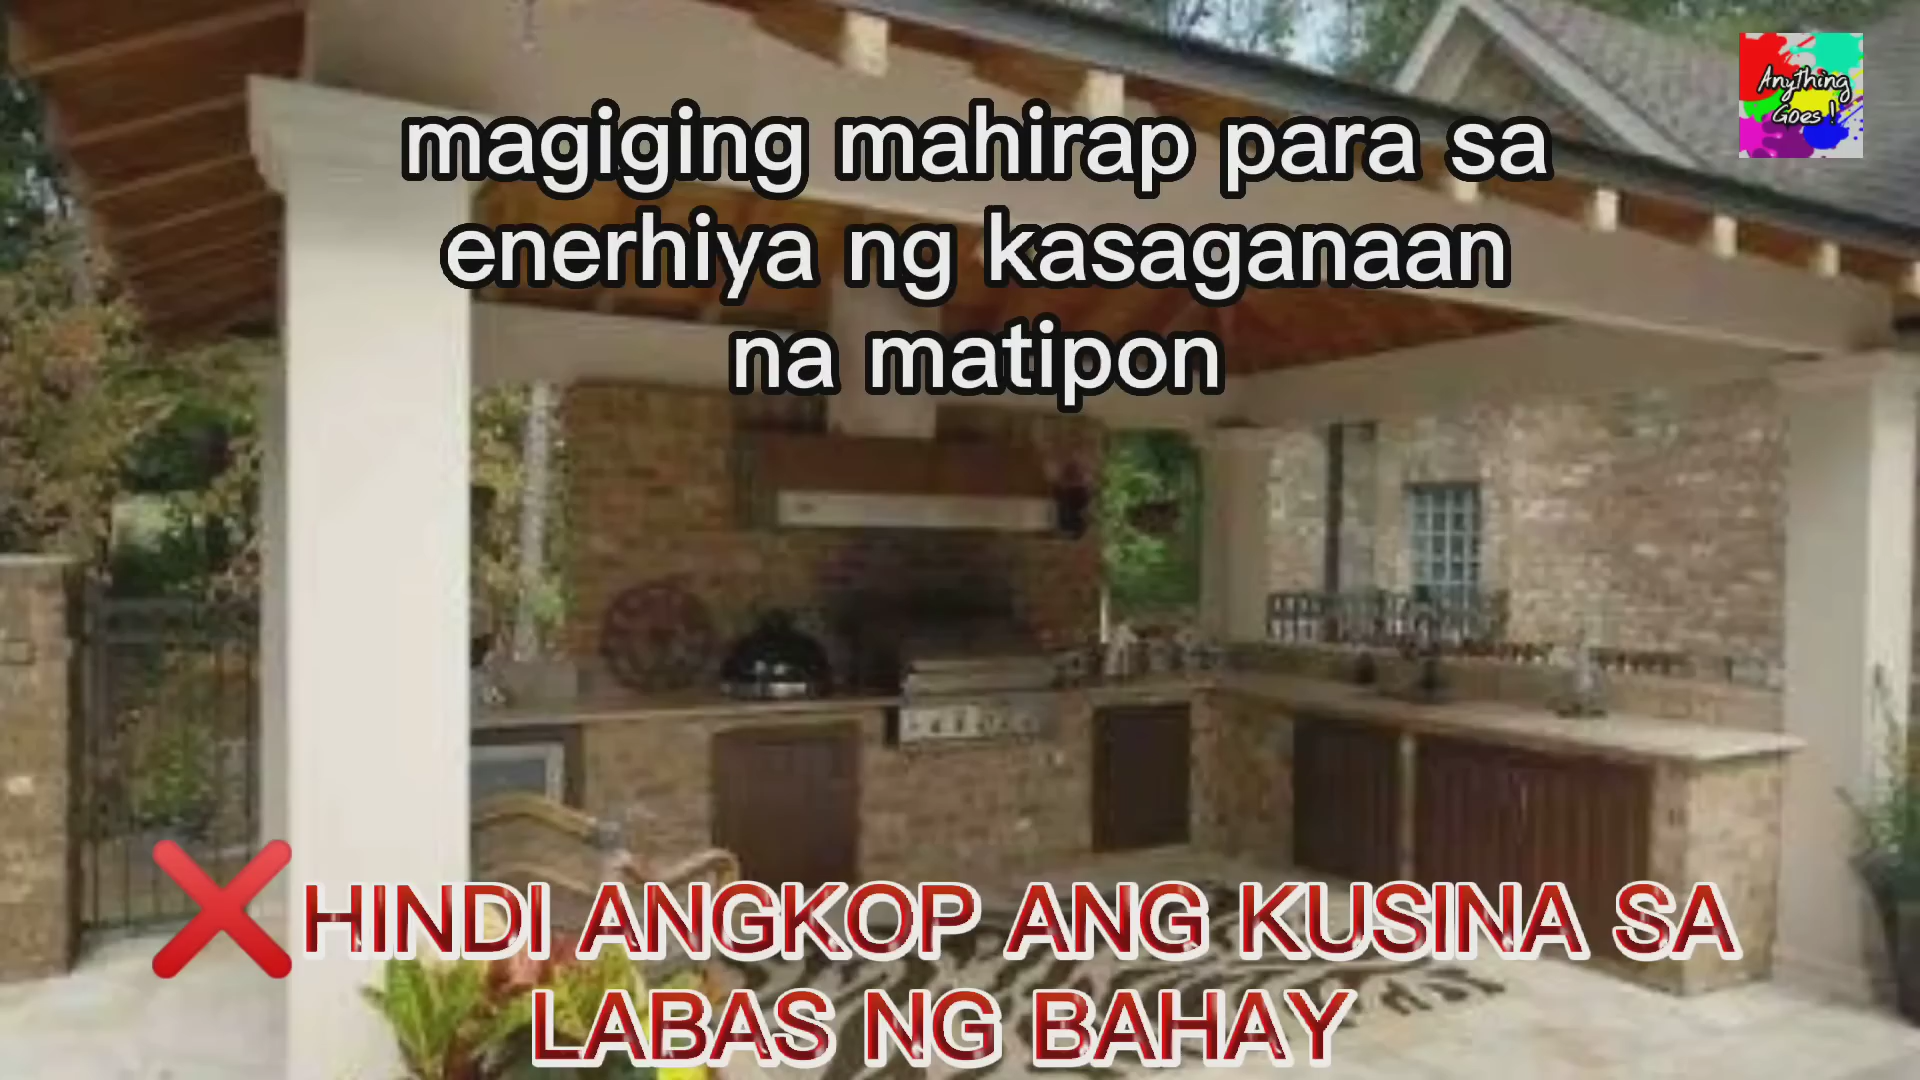 Anything
Goes!
magiging mahirap para sa
enerhiya ng kasaganaan
na matipon
❌HINDI ANGKOP ANG KUSINA SA
LABAS NG BAHAY